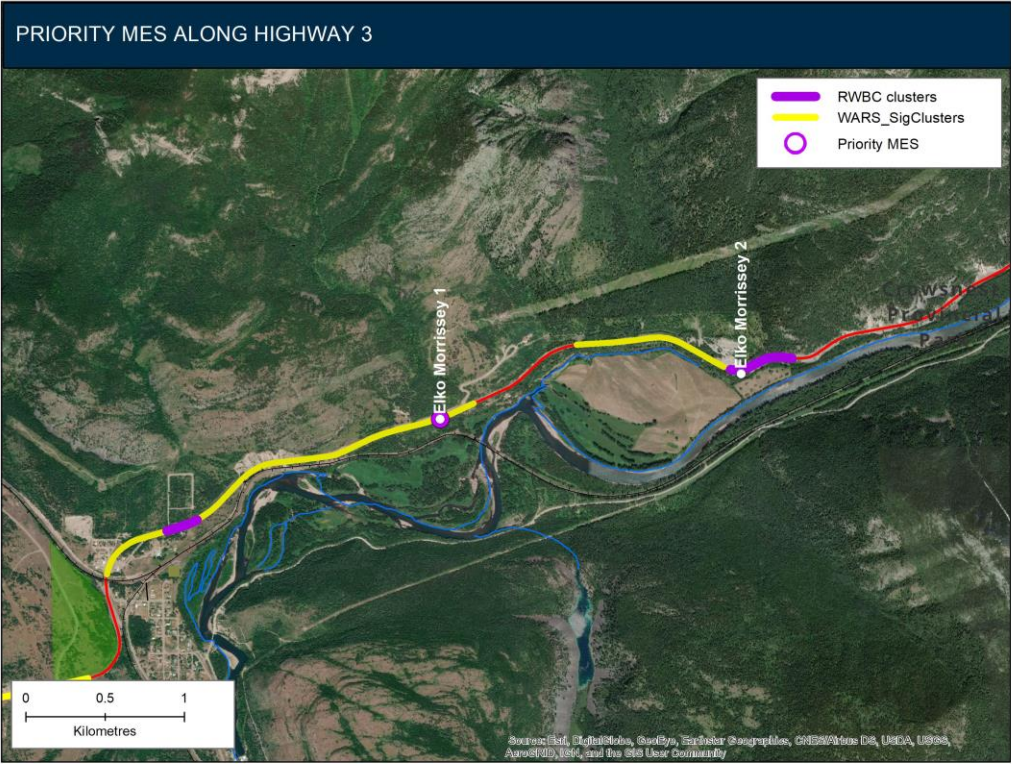 PRIORITY MES ALONG HIGHWAY 3
RWBC clusters
WARS_SigClusters
Priority MES
Elko Morrissey 2
Elko Morrissey 1
Crowsnest
Provincial
Park
0 0.5 1
Kilometres
Source: Esri, DigitalGlobe, GeoEye, Earthstar Geographics, CNES/Airbus DS, USDA, USGS,
AeroGRID, IGN, and the GIS User Community